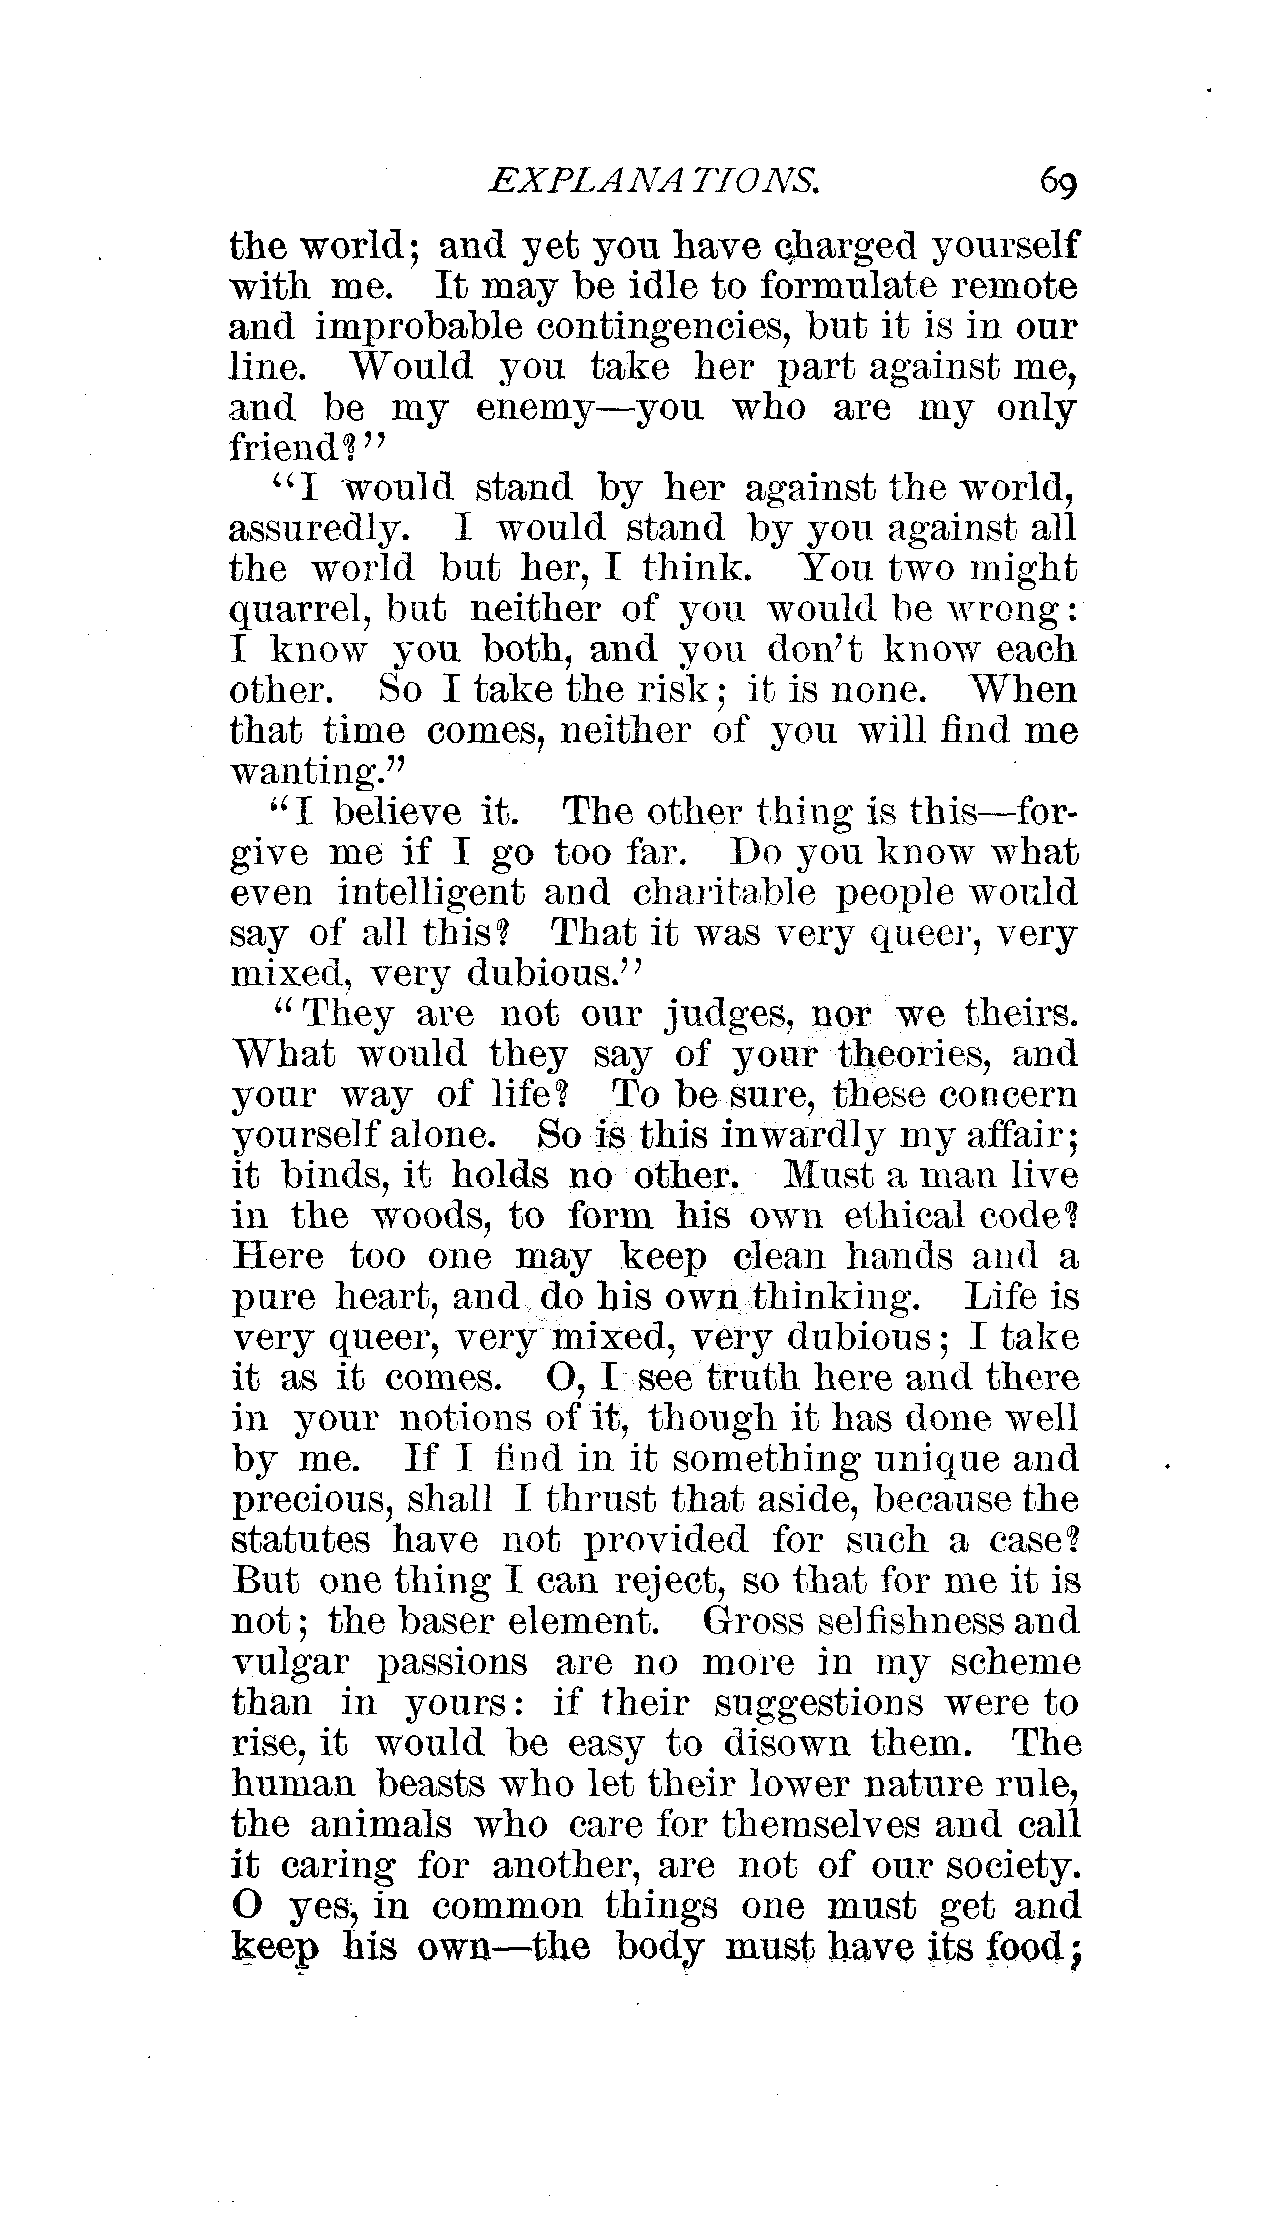 EXPLANATIONS. 69
the world; and yet you have charged yourself
with me. It may be idle to formulate remote
and improbable contingencies, but it is in our
line. Would you take her part against me,
and be my enemy—you who are my only
friend?"
"I would stand by her against the world,
assuredly. I would stand by you against all
the world but her, I think. You two might
quarrel, but neither of you would be wrong:
I know you both, and you don't know each
other. So I take the risk; it is none. When
that time comes, neither of you will find me
wanting."
"I believe it. The other thing is this—for-
give me if I go too far. Do you know what
even intelligent and charitable people would
say of all this? That it was very queer, very
mixed, very dubious."
"They are not our judges, nor we theirs.
What would they say of your theories, and
your way of life? To be sure, these concern
yourself alone. So is this inwardly my affair;
it binds, it holds no other. Must a man live
in the woods, to form his own ethical code?
Here too one may keep clean hands and a
pure heart, and do his own thinking. Life is
very queer, very mixed, very dubious; I take
it as it comes. O, I see truth here and there
in your notions of it, though it has done well
by me. If I find in it something unique and
precious, shall I thrust that aside, because the
statutes have not provided for such a case?
But one thing I can reject, so that for me it is
not; the baser element. Gross selfishness and
vulgar passions are no more in my scheme
than in yours: if their suggestions were to
rise, it would be easy to disown them. The
human beasts who let their lower nature rule,
the animals who care for themselves and call
it caring for another, are not of our society.
O yes, in common things one must get and
keep his own—the body must have its food;